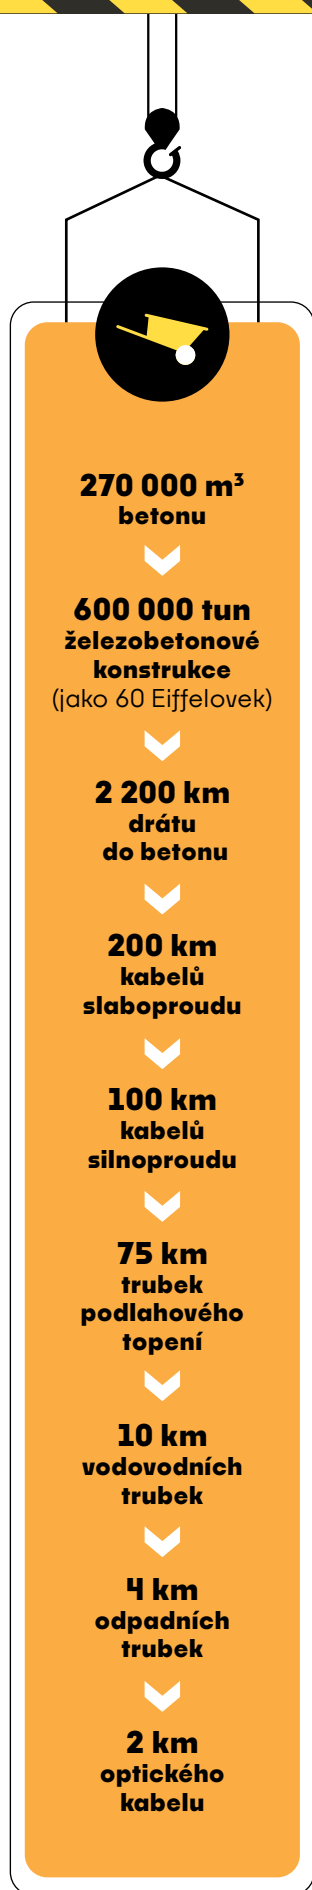 270 000 m³
betonu
600 000 tun
železobetonové
konstrukce
(jako 60 Eiffelovek)
2 200 km
drátu
do betonu
200 km
kabelů
slaboproudu
100 km
kabelů
silnoproudu
75 km
trubek
podlahového
topení
10 km
vodovodních
trubek
4 km
odpadních
trubek
2 km
optického
kabelu